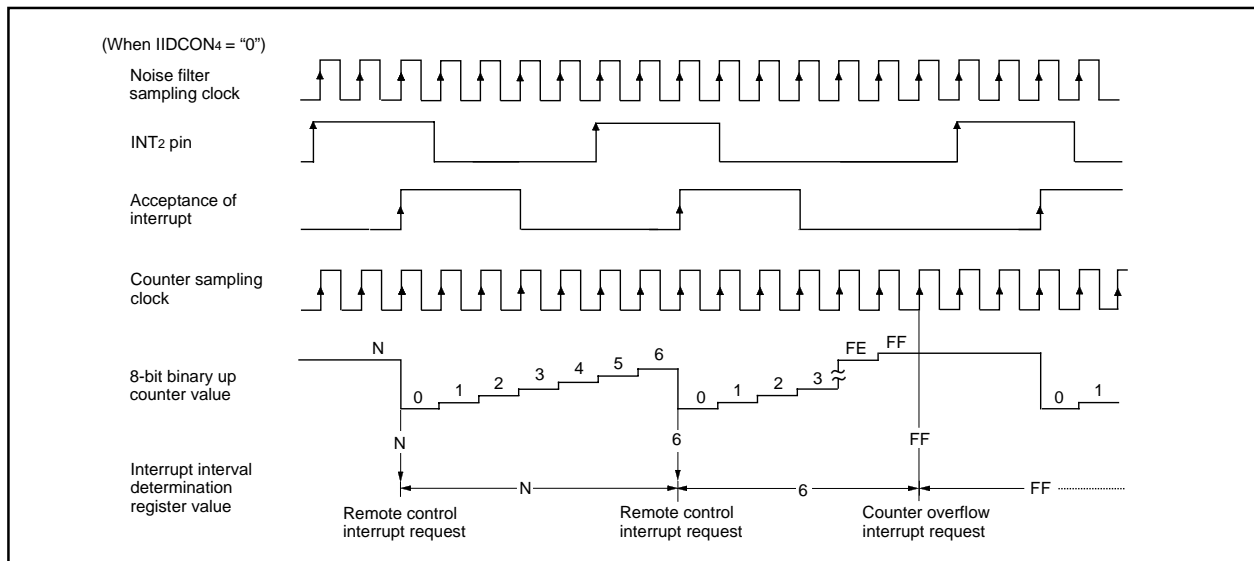 (When IIDCON4 = “0”)
Noise filter
sampling clock
INT2 pin
Acceptance of
interrupt
Counter sampling
clock
8-bit binary up
counter value
N
0
1
2
3
4
5
6
0
1
2
3
FE
FF
0
1
N
6
FF
Interrupt interval
determination
register value
N
6
FF
Remote control
interrupt request
Remote control
interrupt request
Counter overflow
interrupt request